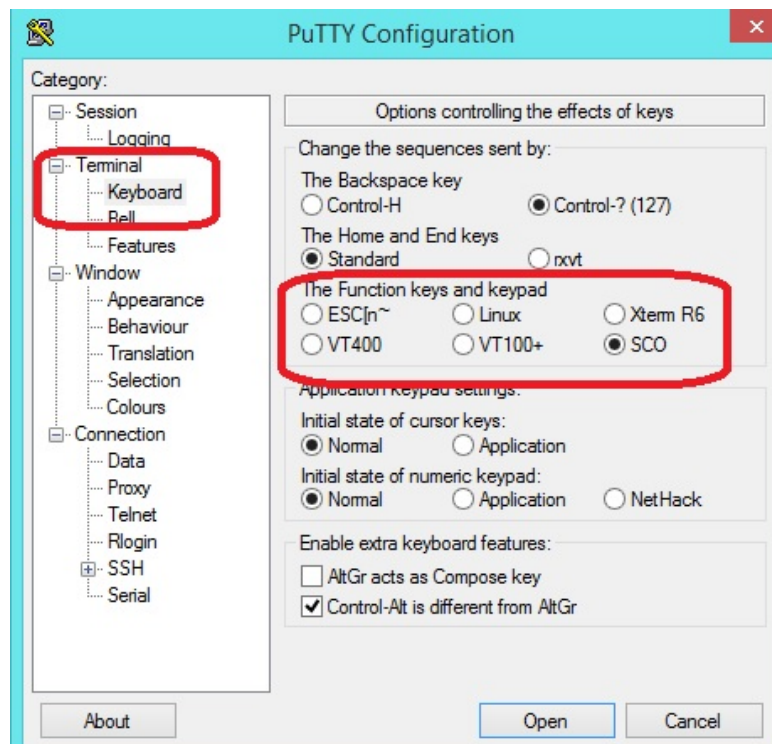 PuTTY Configuration
Category:
Session
Logging
Terminal
Keyboard
Bell
Features
Window
Appearance
Behaviour
Translation
Selection
Colours
Connection
Data
Proxy
Telnet
Rlogin
SSH
Serial
Options controlling the effects of keys
Change the sequences sent by:
The Backspace key
Control-H Control-? (127)
The Home and End keys
Standard rxvt
The Function keys and keypad
ESC[n~ Linux Xterm R6
VT400 VT100+ SCO
Application keypad settings:
Initial state of cursor keys:
Normal Application
Initial state of numeric keypad:
Normal Application NetHack
Enable extra keyboard features:
AltGr acts as Compose key
Control-Alt is different from AltGr
About Open Cancel